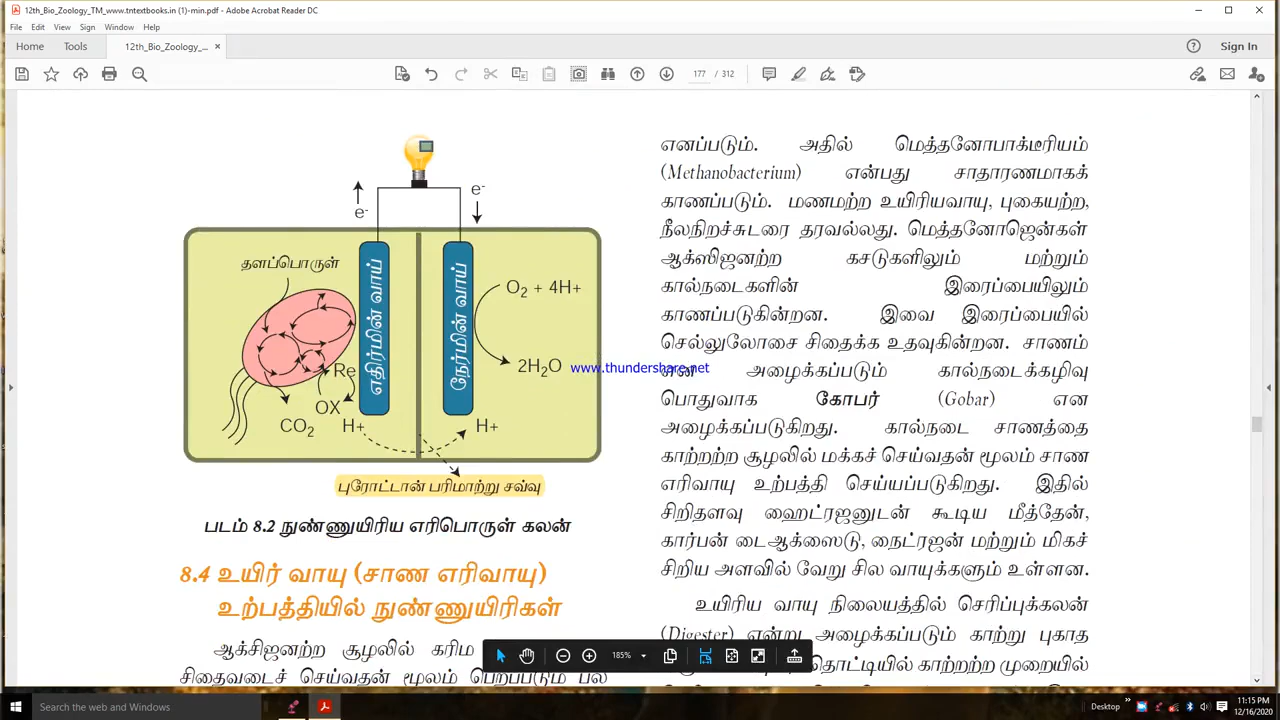 12th_Bio_Zoology_TM_www.tntextbooks.in (1)-min.pdf - Adobe Acrobat Reader DC
File Edit View Sign Window Help
Home Tools 12th_Bio_Zoology_... × Sign In
177 / 312
e-
e-
தளப்பொருள்
எதிர்மின் வாய்
நேர்மின் வாய்
O2 + 4H+
2H2O
Re
OX
CO2
H+
H+
புரோட்டான் பரிமாற்று சவ்வு
படம் 8.2 நுண்ணுயிரிய எரிபொருள் கலன்
8.4 உயிர் வாயு (சாண எரிவாயு)
உற்பத்தியில் நுண்ணுயிரிகள்
ஆக்சிஜனற்ற சூழலில் கரிம
சிதைவடைச் செய்வதன் மூலம் பெறப்படும் பல
எனப்படும். அதில் மெத்தனோபாக்டீரியம்
(Methanobacterium) என்பது சாதாரணமாகக்
காணப்படும். மணமற்ற உயிரியவாயு, புகையற்ற,
நீலநிறச்சுடரை தரவல்லது. மெத்தனோஜென்கள்
ஆக்ஸிஜனற்ற கசடுகளிலும் மற்றும்
கால்நடைகளின் இரைப்பையிலும்
காணப்படுகின்றன. இவை இரைப்பையில்
செல்லுலோசை சிதைக்க உதவுகின்றன. சாணம்
www.thundershare.net
என அழைக்கப்படும் கால்நடைக்கழிவு
பொதுவாக கோபர் (Gobar) என
அழைக்கப்படுகிறது. கால்நடை சாணத்தை
காற்றற்ற சூழலில் மக்கச் செய்வதன் மூலம் சாண
எரிவாயு உற்பத்தி செய்யப்படுகிறது. இதில்
சிறிதளவு ஹைட்ரஜனுடன் கூடிய மீத்தேன்,
கார்பன் டைஆக்ஸைடு, நைட்ரஜன் மற்றும் மிகச்
சிறிய அளவில் வேறு சில வாயுக்களும் உள்ளன.
உயிரிய வாயு நிலையத்தில் செரிப்புக்கலன்
(Digester) என்று அழைக்கப்படும் காற்று புகாத
தொட்டியில் காற்றற்ற முறையில்
185%
Search the web and Windows
Desktop
11:15 PM
12/16/2020